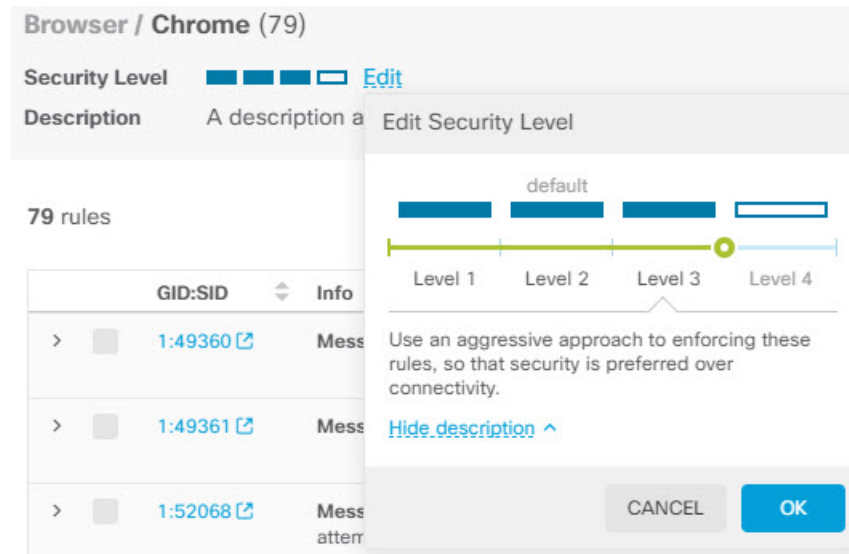 Browser / Chrome (79)
Security Level Edit
Description A description a
Edit Security Level
default
Level 1 Level 2 Level 3 Level 4
Use an aggressive approach to enforcing these
rules, so that security is preferred over
connectivity.
Hide description
CANCEL OK
79 rules
GID:SID Info
1:49360 Mess
1:49361 Mess
1:52068 Mess
attem